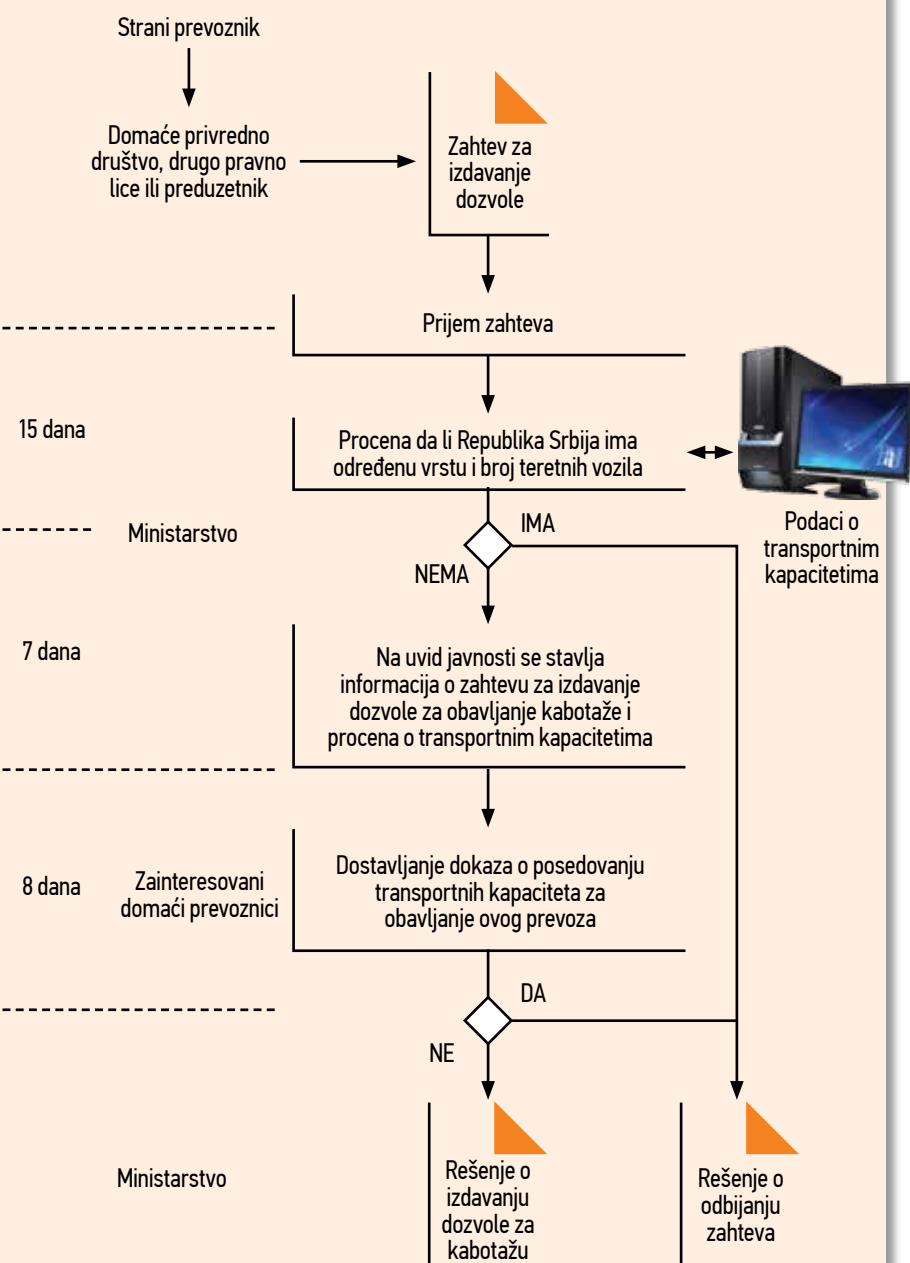 Strani prevoznik
Domaće privredno
društvo, drugo pravno
lice ili preduzetnik
Zahtev za
izdavanje
dozvole
Prijem zahteva
15 dana
Procena da li Republika Srbija ima
određenu vrstu i broj teretnih vozila
Podaci o
transportnim
kapacitetima
Ministarstvo
IMA
NEMA
7 dana
Na uvid javnosti se stavlja
informacija o zahtevu za izdavanje
dozvole za obavljanje kabotaže i
procena o transportnim kapacitetima
8 dana
Zainteresovani
domaći prevoznici
Dostavljanje dokaza o posedovanju
transportnih kapaciteta za
obavljanje ovog prevoza
DA
NE
Ministarstvo
Rešenje o
izdavanju
dozvole za
kabotažu
Rešenje o
odbijanju
zahteva